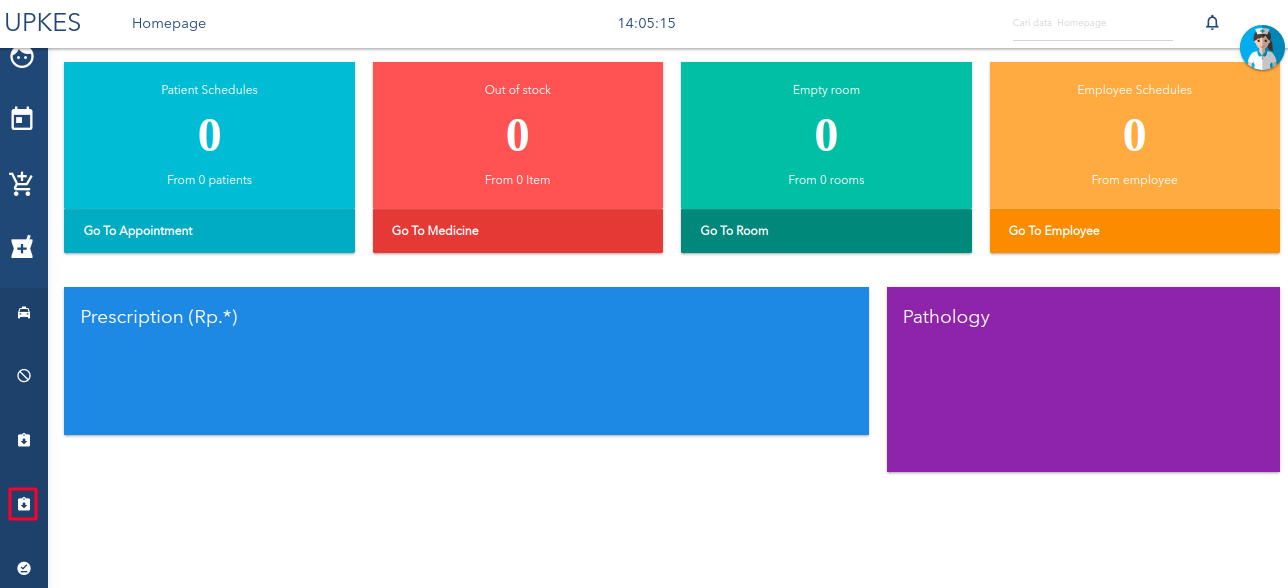 UPKES
Homepage
14:05:15
Cari data Homepage
Patient Schedules
0
From 0 patients
Go To Appointment
Out of stock
0
From 0 Item
Go To Medicine
Empty room
0
From 0 rooms
Go To Room
Employee Schedules
0
From employee
Go To Employee
Prescription (Rp.*)
Pathology